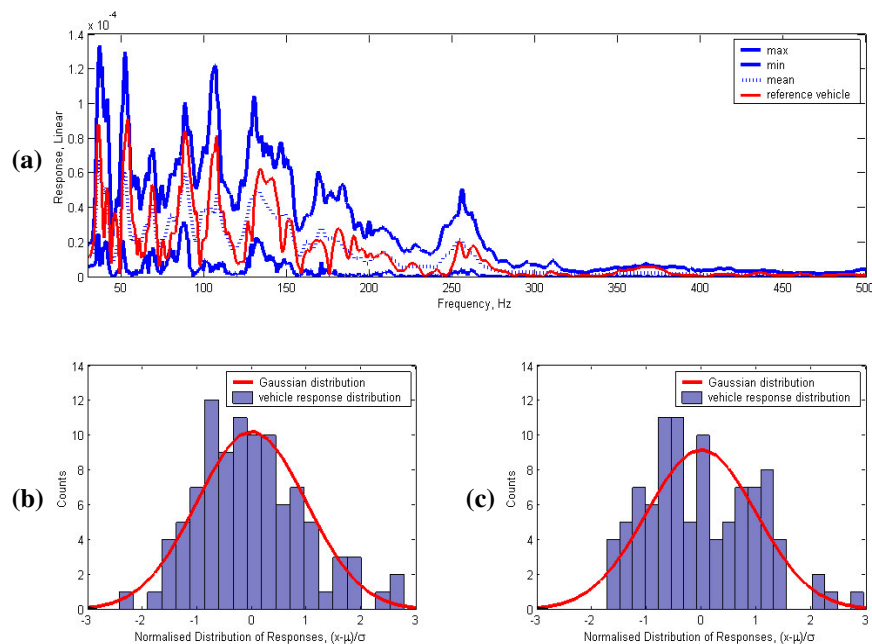 x 10⁻⁴
1.4
1.2
1
0.8
0.6
0.4
0.2
0
Response, Linear
(a)
max
min
mean
reference vehicle
50 100 150 200 250 300 350 400 450 500
Frequency, Hz
14
12
10
8
6
4
2
0
Counts
(b)
Gaussian distribution
vehicle response distribution
-3 -2 -1 0 1 2 3
Normalised Distribution of Responses, (x-μ)/σ
14
12
10
8
6
4
2
0
Counts
(c)
Gaussian distribution
vehicle response distribution
-3 -2 -1 0 1 2 3
Normalised Distribution of Responses, (x-μ)/σ